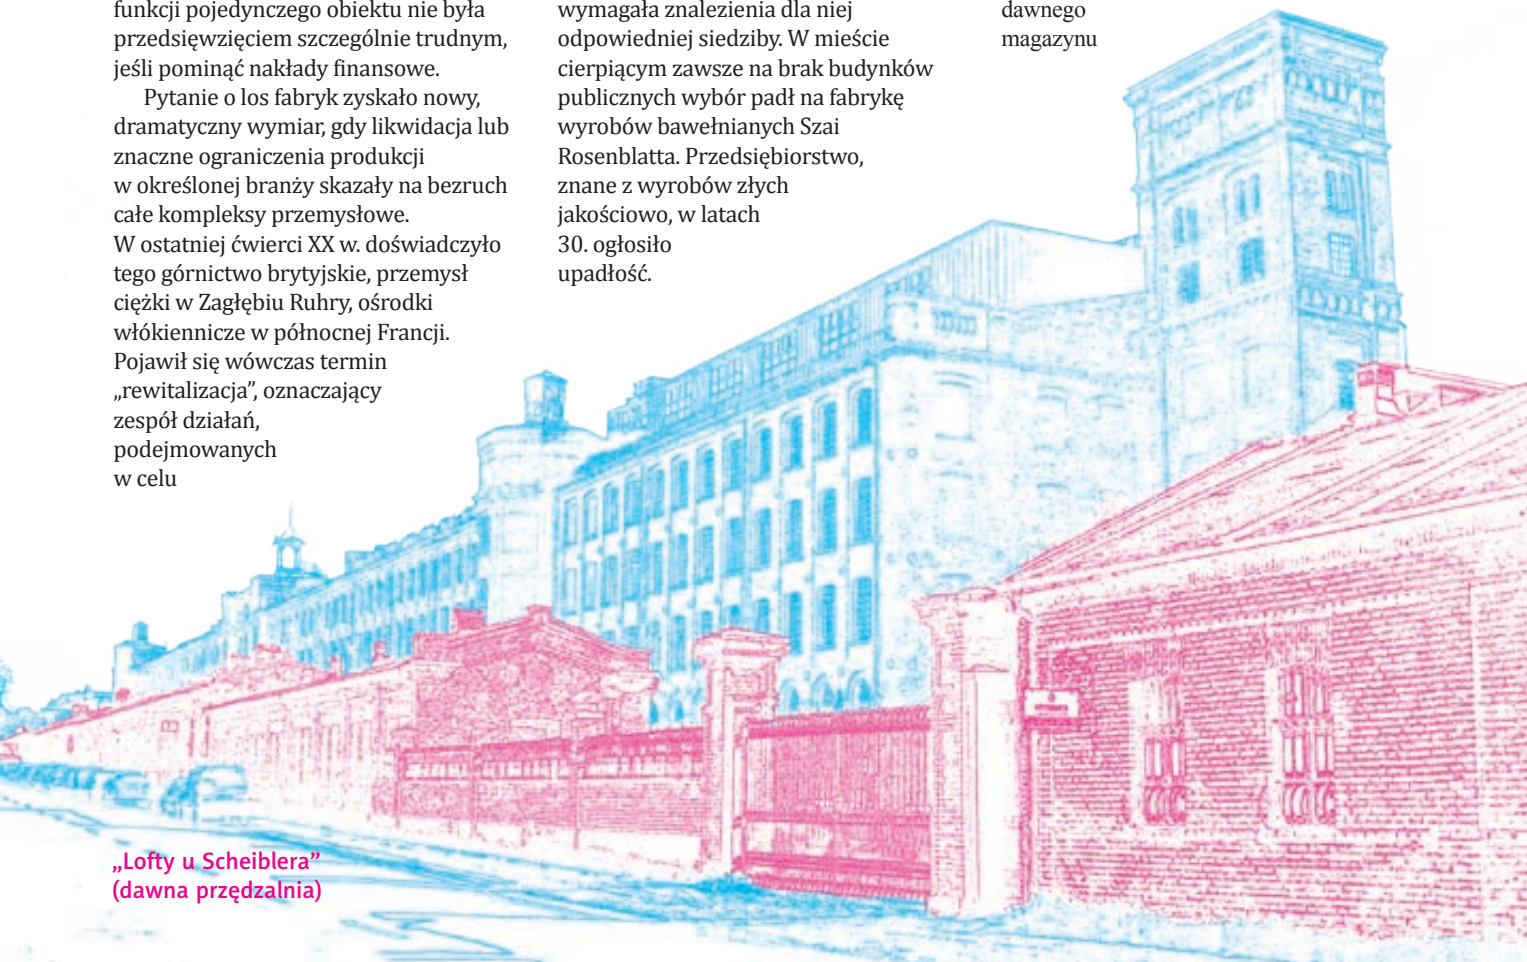 funkcji pojedynczego obiektu nie była
przedsięwzięciem szczególnie trudnym,
jeśli pominąć nakłady finansowe.
Pytanie o los fabryk zyskało nowy,
dramatyczny wymiar, gdy likwidacja lub
znaczne ograniczenia produkcji
w określonej branży skazały na bezruch
całe kompleksy przemysłowe.
W ostatniej ćwierci XX w. doświadczyło
tego górnictwo brytyjskie, przemysł
ciężki w Zagłębiu Ruhry, ośrodki
włókiennicze w północnej Francji.
Pojawił się wówczas termin
„rewitalizacja”, oznaczający
zespół działań,
podejmowanych
w celu
wymagała znalezienia dla niej
odpowiedniej siedziby. W mieście
cierpiącym zawsze na brak budynków
publicznych wybór padł na fabrykę
wyrobów bawełnianych Szai
Rosenblatta. Przedsiębiorstwo,
znane z wyrobów złych
jakościowo, w latach
30. ogłosiło
upadłość.
dawnego
magazynu
„Lofty u Scheiblera”
(dawna przędzalnia)